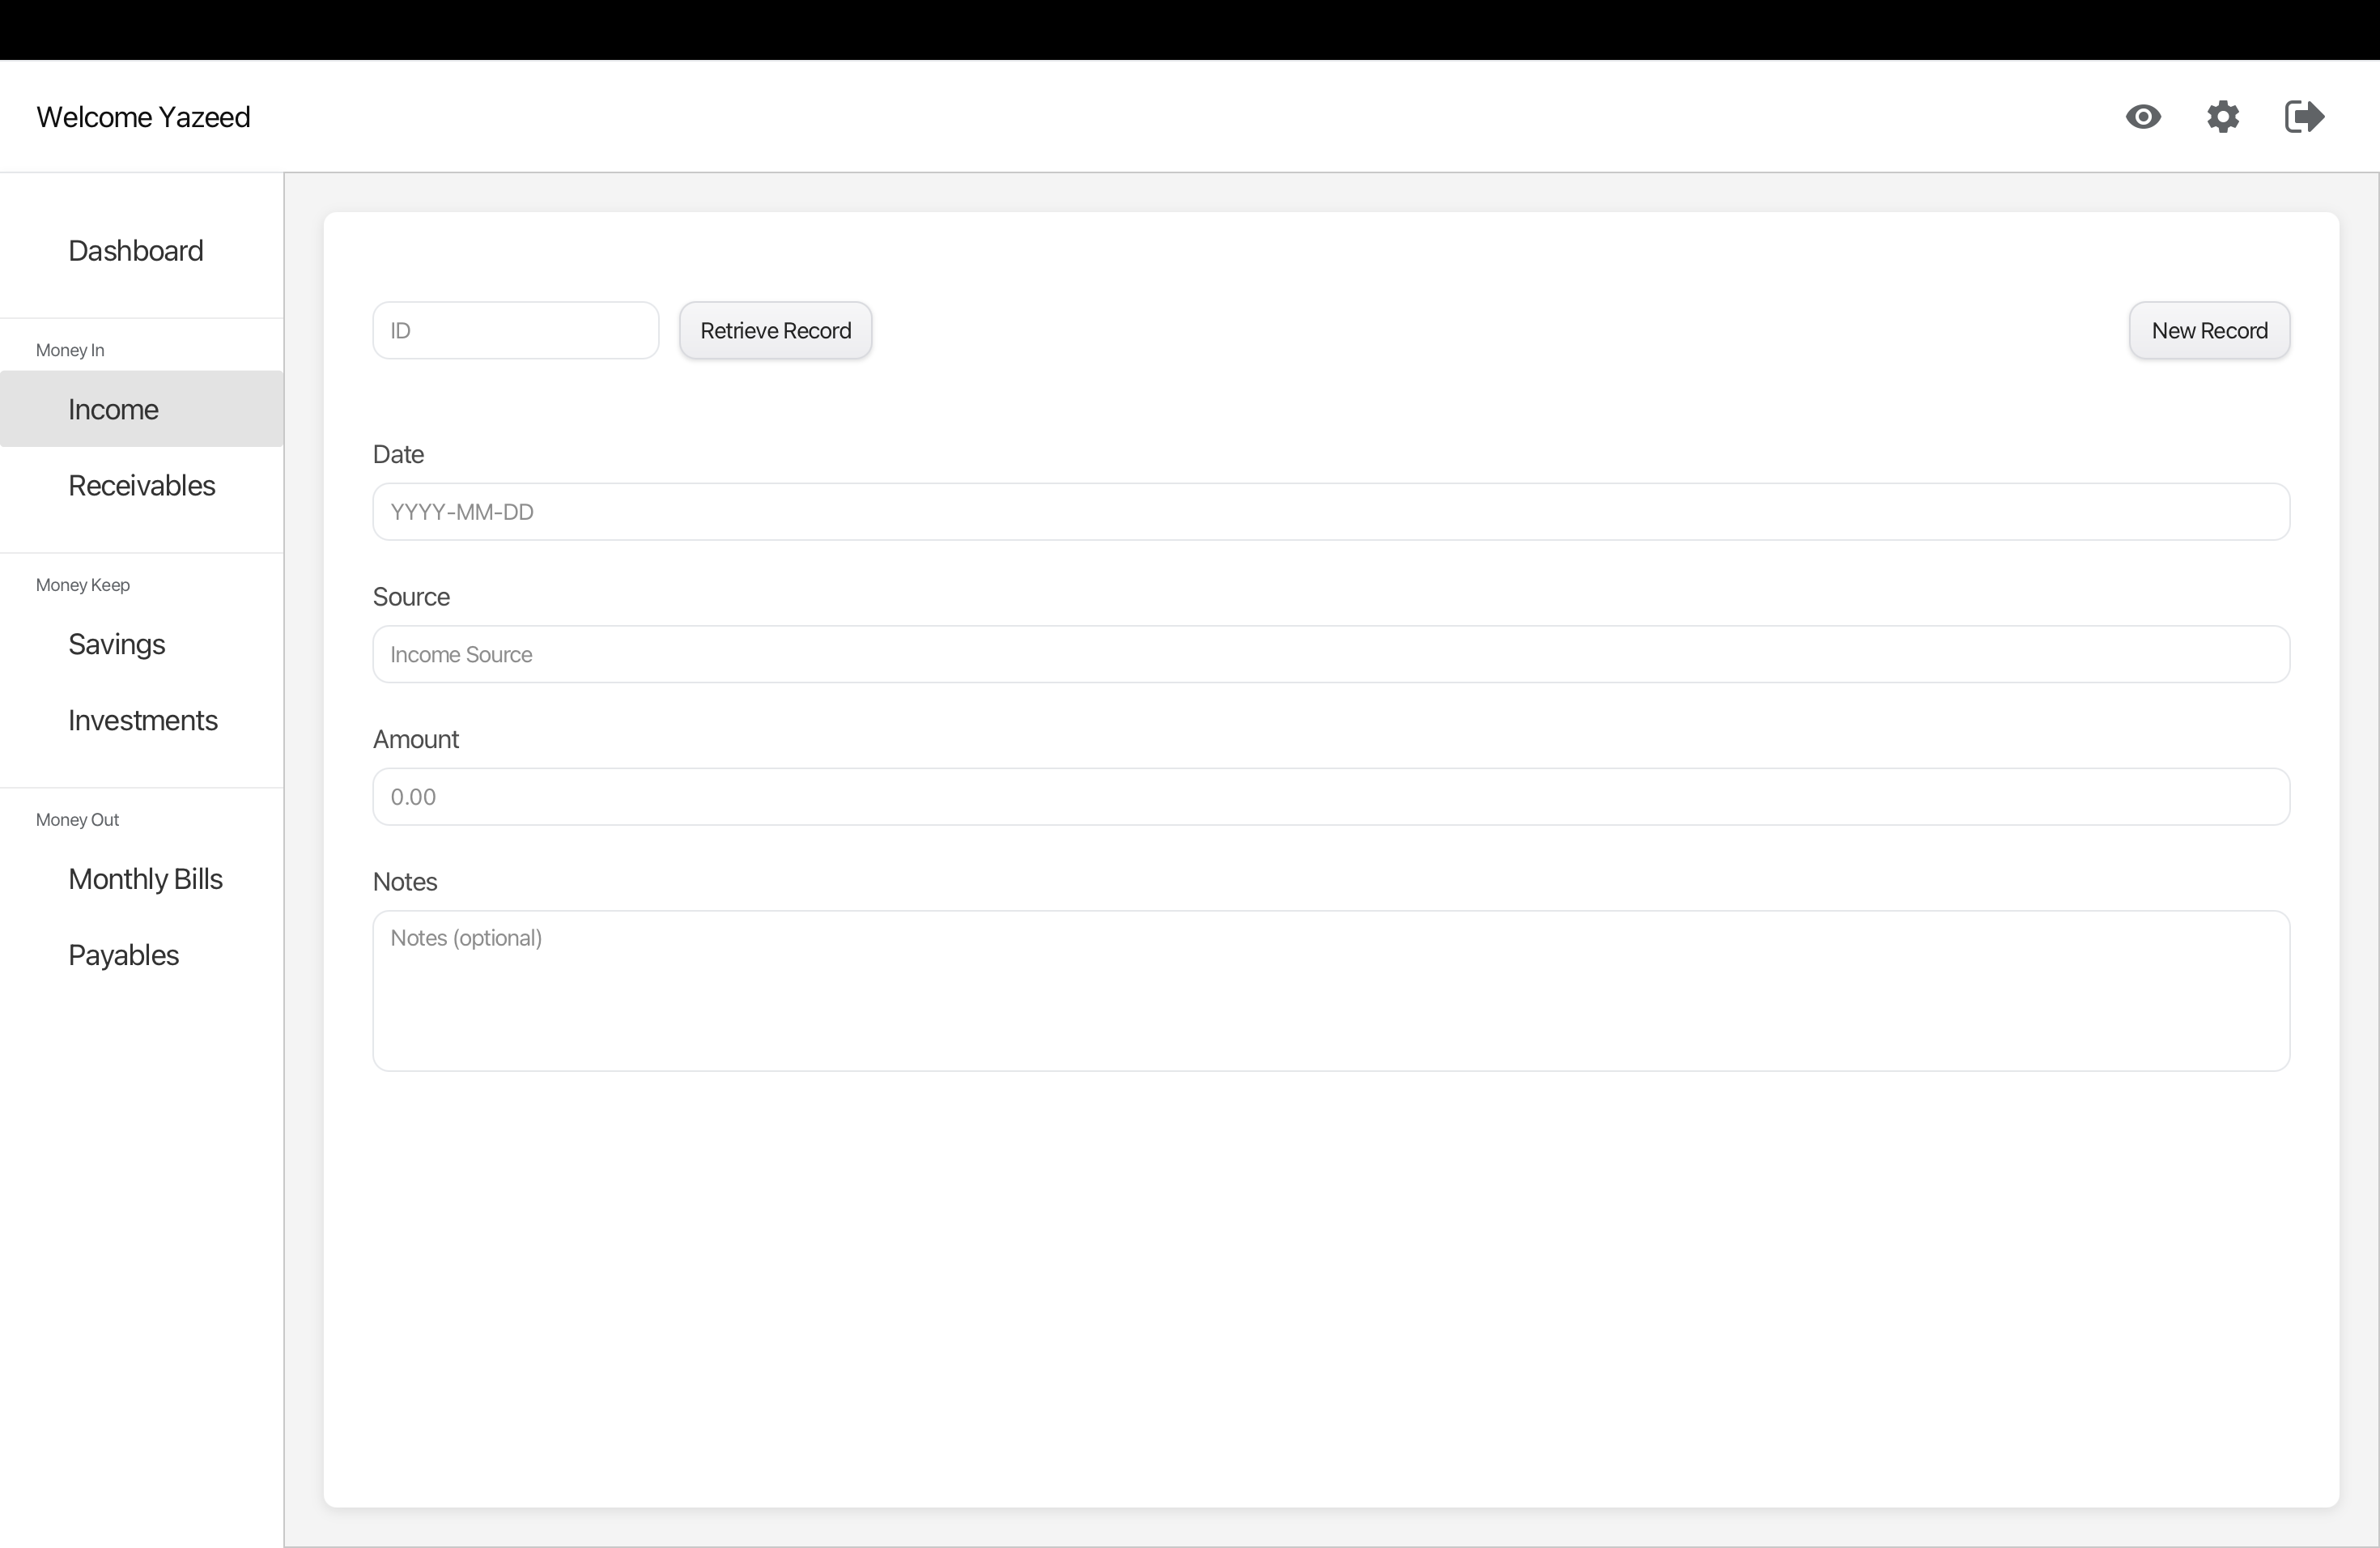 Welcome Yazeed
Dashboard
Money In
Income
Receivables
Money Keep
Savings
Investments
Money Out
Monthly Bills
Payables
ID
Retrieve Record
New Record
Date
YYYY-MM-DD
Source
Income Source
Amount
0.00
Notes
Notes (optional)